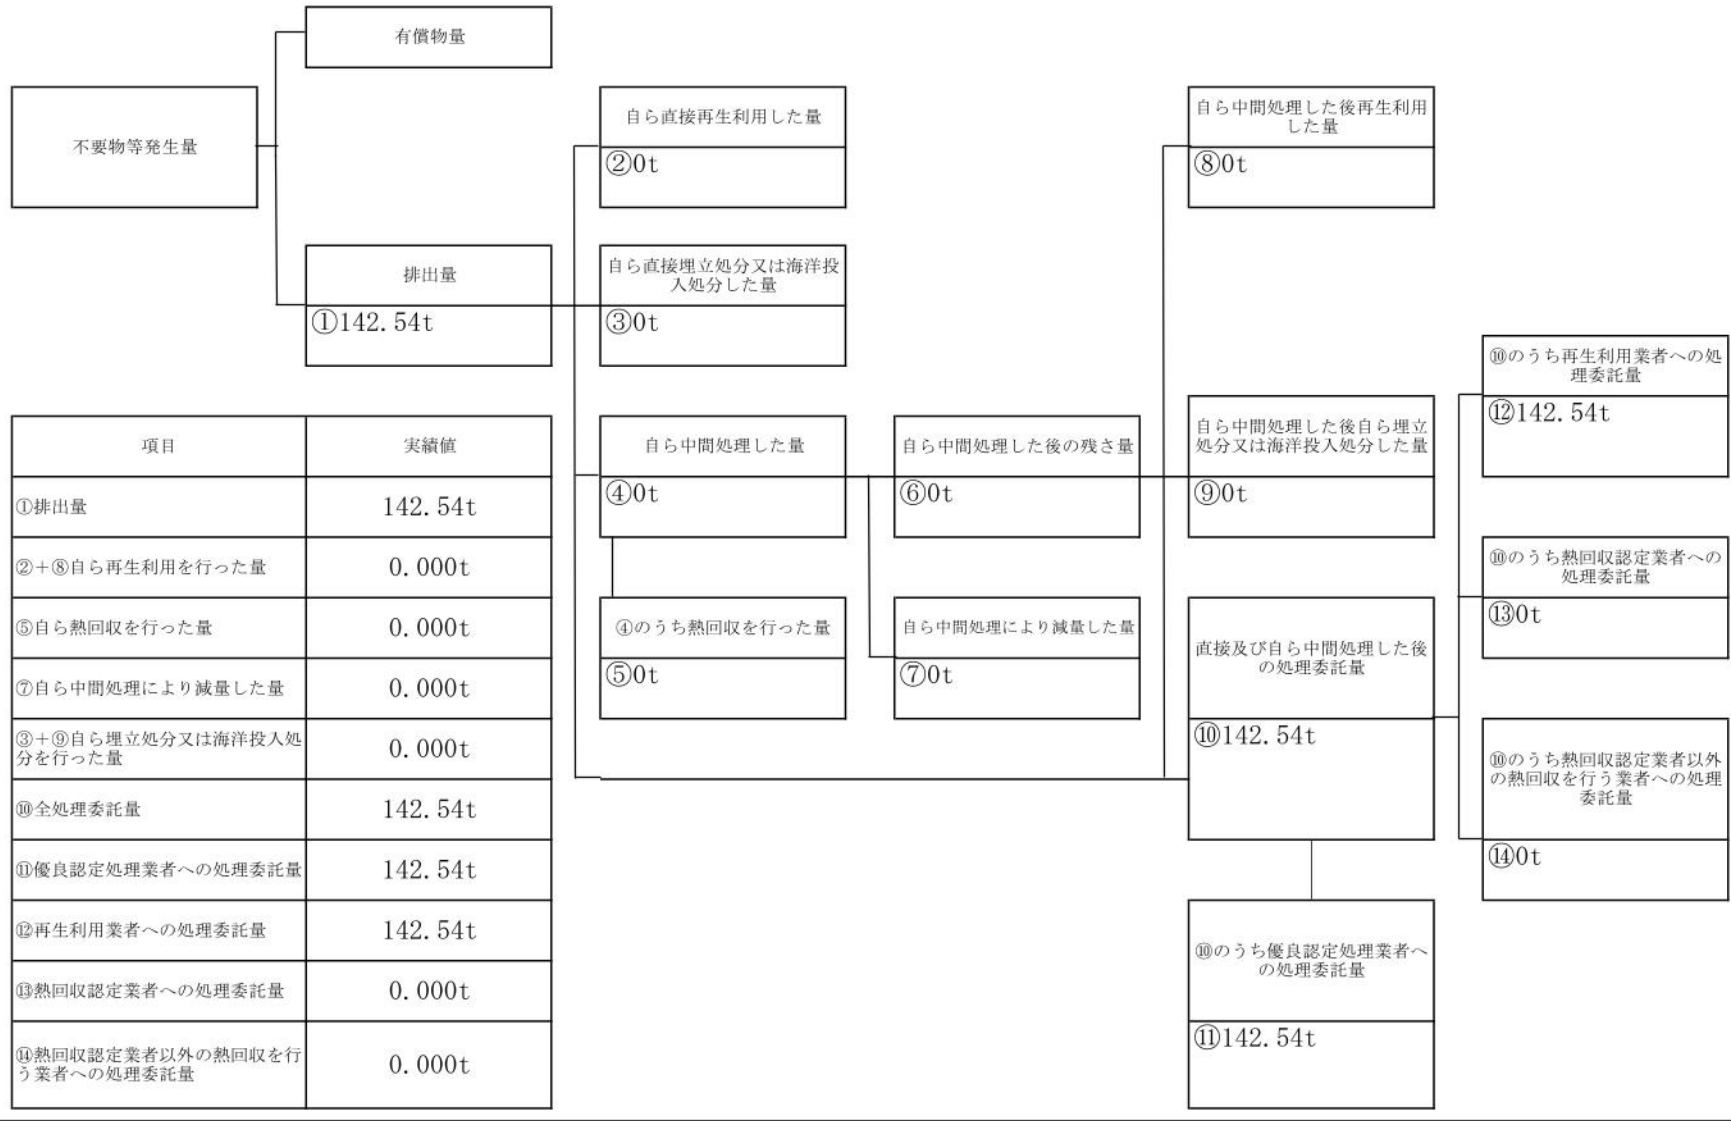 有償物量
不要物等発生量
自ら直接再生利用した量
②0t
自ら中間処理した後再生利用
した量
⑧0t
排出量
①142.54t
自ら直接埋立処分又は海洋投
入処分した量
③0t
⑩のうち再生利用業者への処
理委託量
⑫142.54t
自ら中間処理した量
④0t
自ら中間処理した後の残さ量
⑥0t
自ら中間処理した後自ら埋立
処分又は海洋投入処分した量
⑨0t
⑩のうち熱回収認定業者への
処理委託量
⑬0t
④のうち熱回収を行った量
⑤0t
自ら中間処理により減量した量
⑦0t
直接及び自ら中間処理した後
の処理委託量
⑩142.54t
⑩のうち熱回収認定業者以外
の熱回収を行う業者への処理
委託量
⑭0t
⑩のうち優良認定処理業者へ
の処理委託量
⑪142.54t
項目 実績値
①排出量 142.54t
②+⑧自ら再生利用を行った量 0.000t
⑤自ら熱回収を行った量 0.000t
⑦自ら中間処理により減量した量 0.000t
③+⑨自ら埋立処分又は海洋投入処
分を行った量 0.000t
⑩全処理委託量 142.54t
⑪優良認定処理業者への処理委託量 142.54t
⑫再生利用業者への処理委託量 142.54t
⑬熱回収認定業者への処理委託量 0.000t
⑭熱回収認定業者以外の熱回収を行
う業者への処理委託量 0.000t